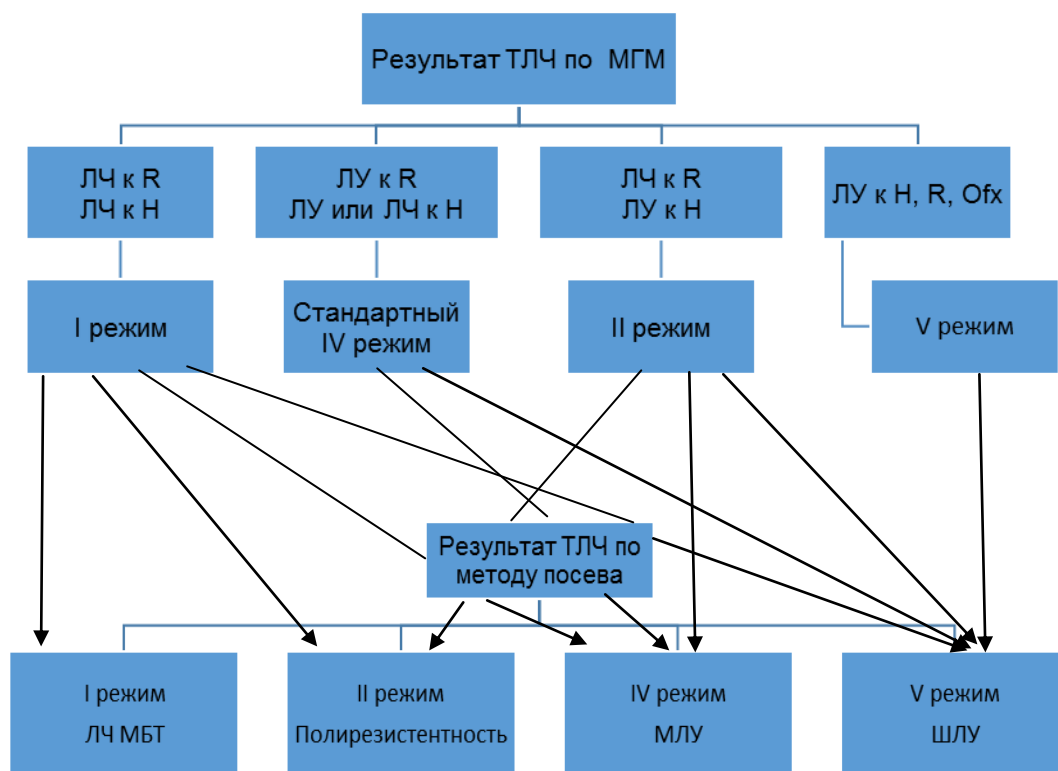 Результат ТЛЧ по МГМ
ЛЧ к R
ЛЧ к Н
ЛУ к R
ЛУ или ЛЧ к Н
ЛЧ к R
ЛУ к Н
ЛУ к Н, R, Ofx
I режим
Стандартный
IV режим
II режим
V режим
Результат ТЛЧ по
методу посева
I режим
ЛЧ МБТ
II режим
Полирезистентность
IV режим
МЛУ
V режим
ШЛУ